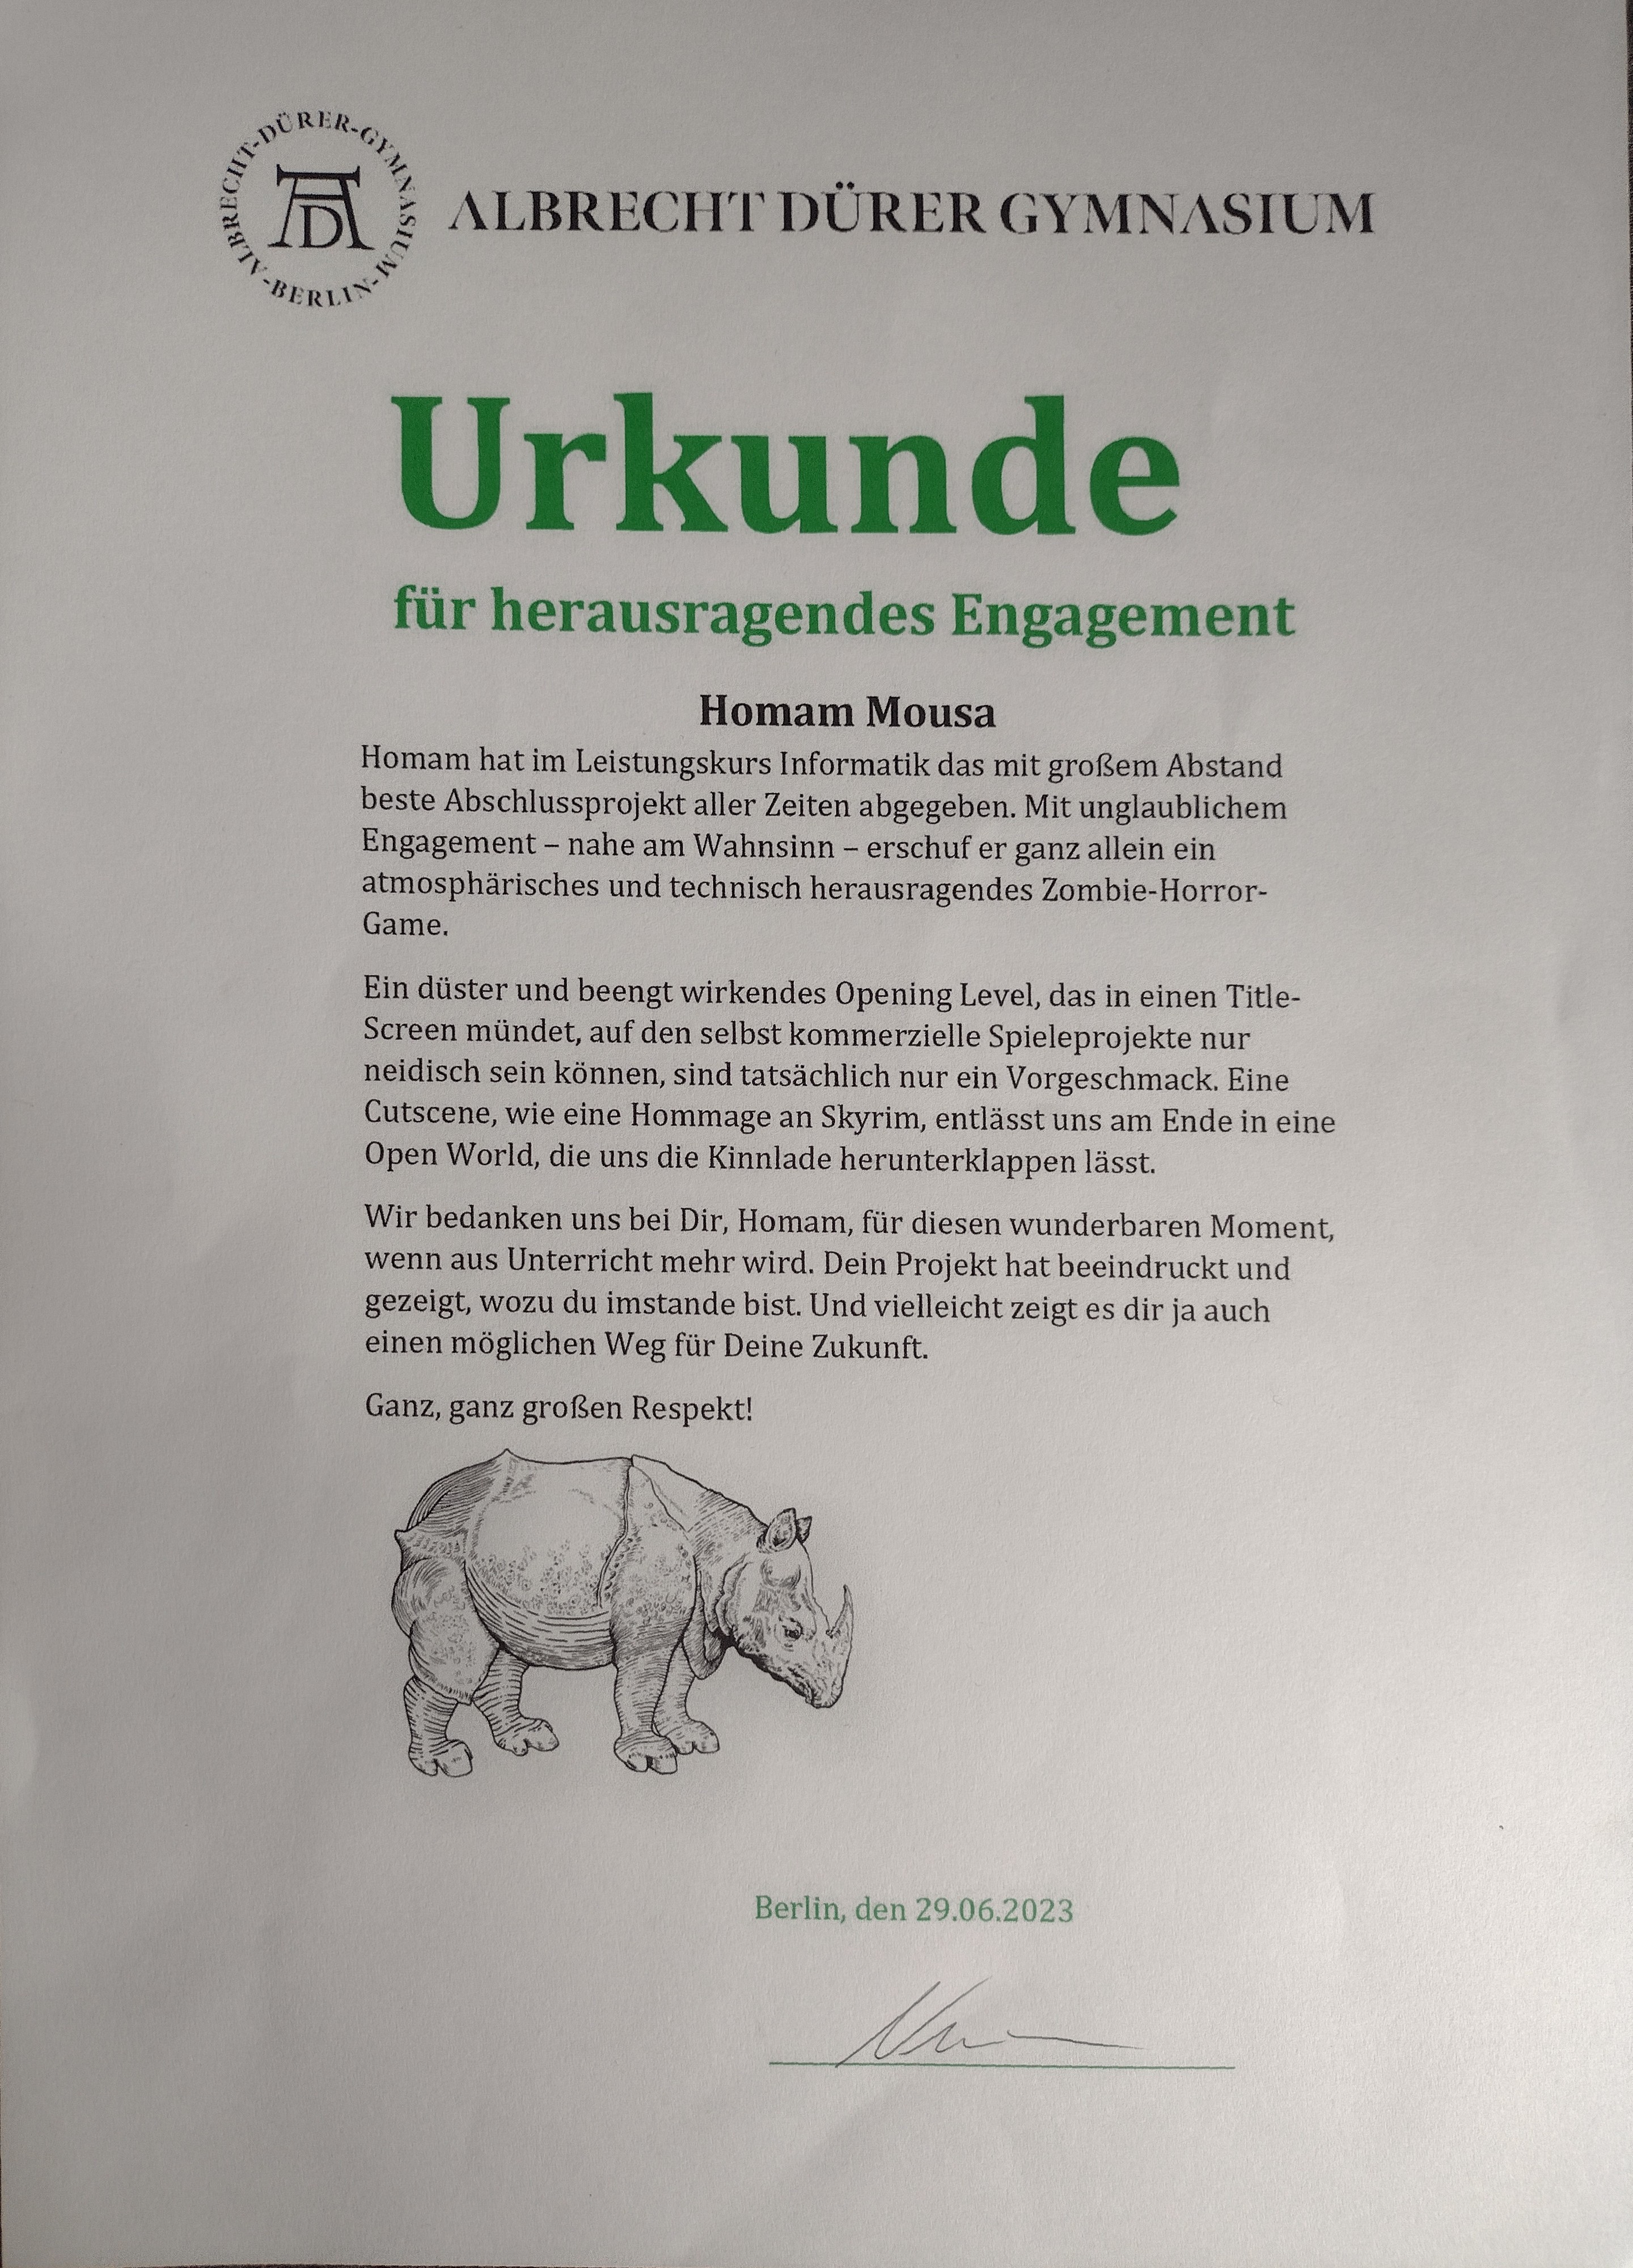 ALBRECHT-DÜRER-GYMNASIUM-BERLIN-
AD
ALBRECHT DÜRER GYMNASIUM
Urkunde
für herausragendes Engagement
Homam Mousa
Homam hat im Leistungskurs Informatik das mit großem Abstand
beste Abschlussprojekt aller Zeiten abgegeben. Mit unglaublichem
Engagement – nahe am Wahnsinn – erschuf er ganz allein ein
atmosphärisches und technisch herausragendes Zombie-Horror-
Game.
Ein düster und beengt wirkendes Opening Level, das in einen Title-
Screen mündet, auf den selbst kommerzielle Spieleprojekte nur
neidisch sein können, sind tatsächlich nur ein Vorgeschmack. Eine
Cutscene, wie eine Hommage an Skyrim, entlässt uns am Ende in eine
Open World, die uns die Kinnlade herunterklappen lässt.
Wir bedanken uns bei Dir, Homam, für diesen wunderbaren Moment,
wenn aus Unterricht mehr wird. Dein Projekt hat beeindruckt und
gezeigt, wozu du imstande bist. Und vielleicht zeigt es dir ja auch
einen möglichen Weg für Deine Zukunft.
Ganz, ganz großen Respekt!
Berlin, den 29.06.2023